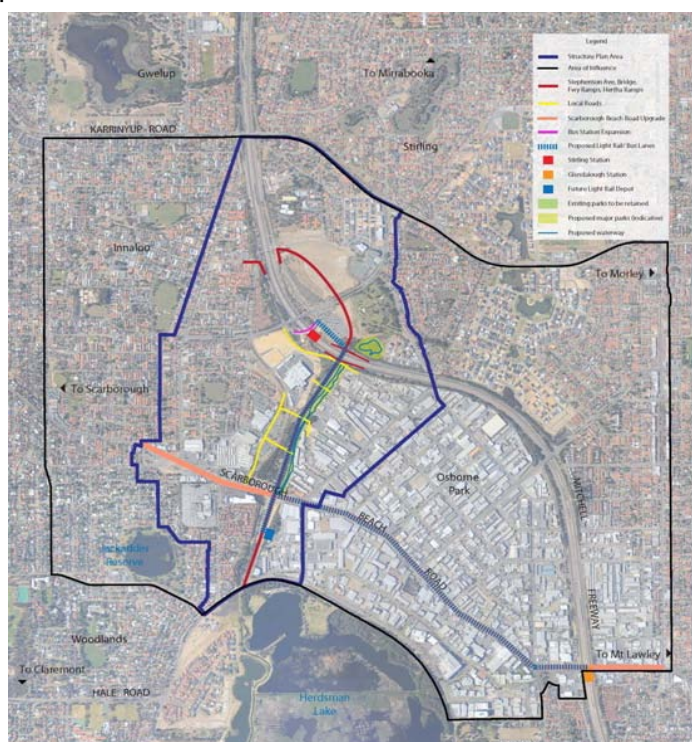 Gwelup
To Mirrabooka
KARRINYUP ROAD
Stirling
Innaloo
To Morley
To Scarborough
SCARBOROUGH
BEACH
ROAD
Osborne
Park
MITCHELL
FREEWAY
Jackadder
Reserve
Woodlands
To Claremont
HALE ROAD
Herdsman
Lake
To Mt Lawley
Legend
Structure Plan Area
Area of Influence
Stephenson Ave, Bridge,
Fwy Ramps, Hertha Ramps
Local Roads
Scarborough Beach Road Upgrade
Bus Station Expansion
Proposed Light Rail/ Bus Lanes
Stirling Station
Glendalough Station
Future Light Rail Depot
Existing parks to be retained
Proposed major parks (indicative)
Proposed waterway